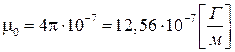 μ₀ = 4π·10⁻⁷ = 12,56·10⁻⁷ [Г/м]